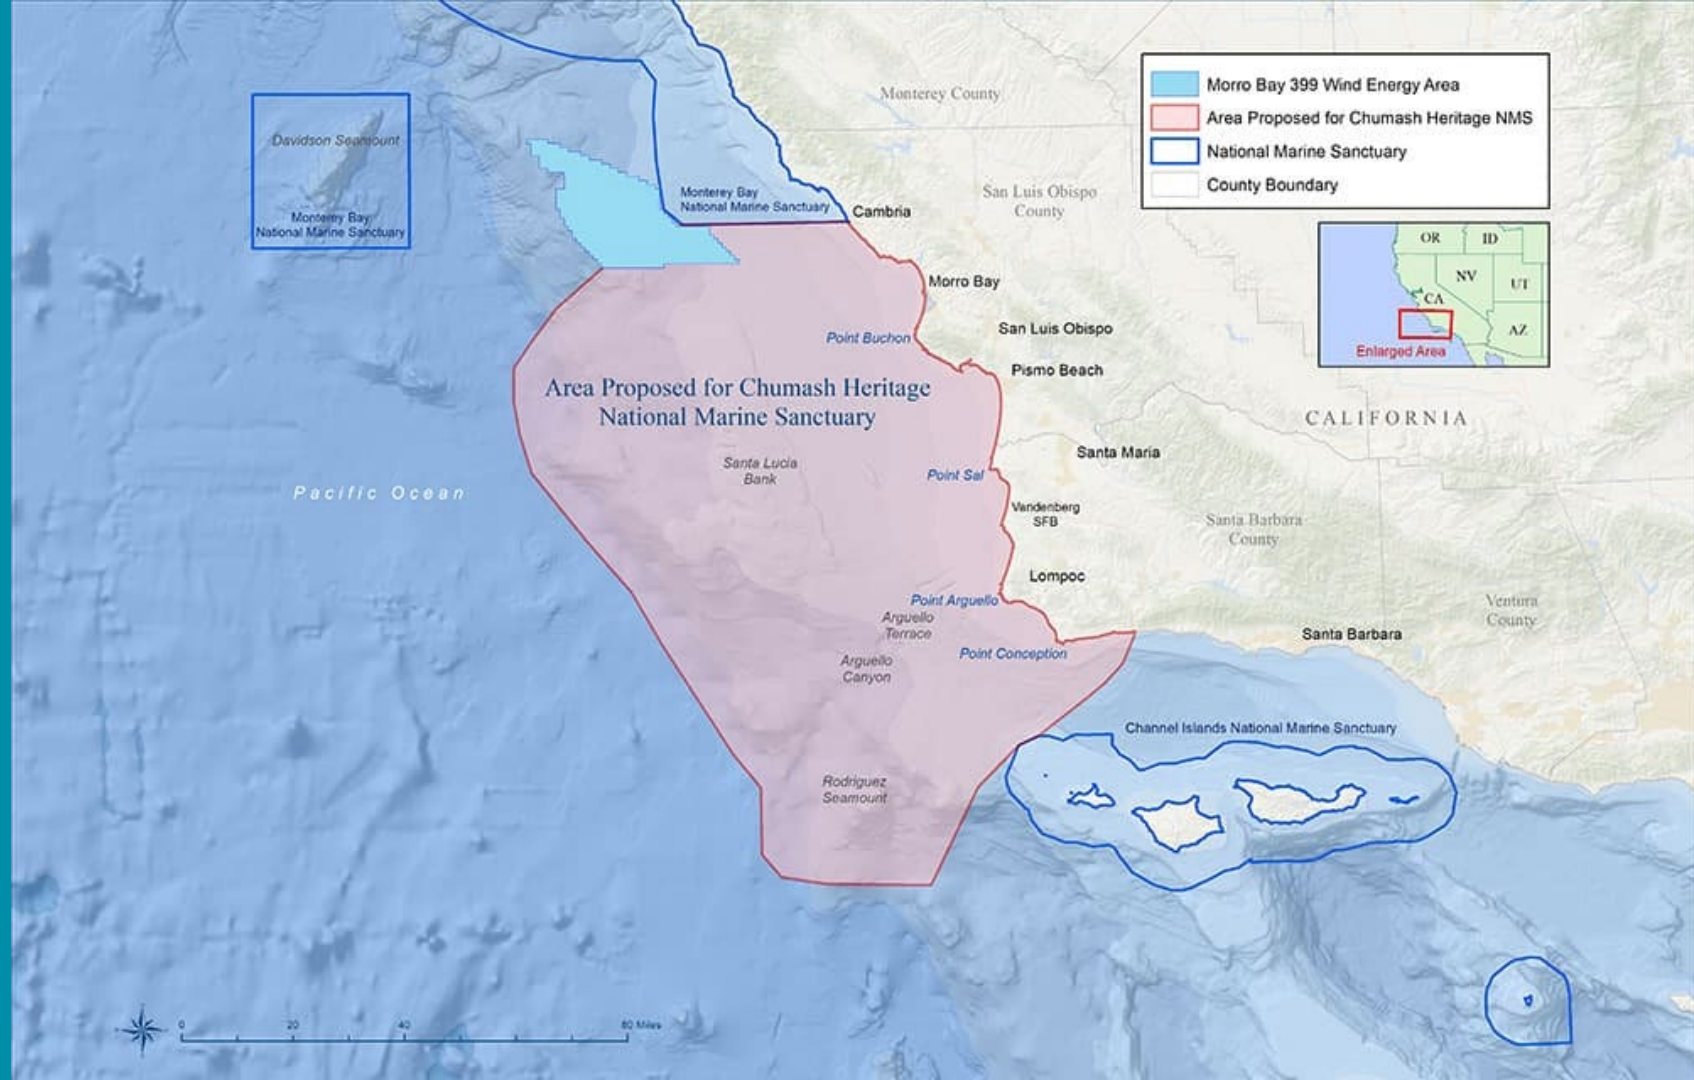 Morro Bay 399 Wind Energy Area
Area Proposed for Chumash Heritage NMS
National Marine Sanctuary
County Boundary
Monterey County
Davidson Seamount
Monterey Bay
National Marine Sanctuary
Monterey Bay
National Marine Sanctuary
Cambria
San Luis Obispo
County
OR
ID
NV
UT
CA
AZ
Enlarged Area
Morro Bay
San Luis Obispo
Point Buchon
Pismo Beach
Area Proposed for Chumash Heritage
National Marine Sanctuary
CALIFORNIA
Santa Lucia
Bank
Point Sal
Santa Maria
Pacific Ocean
Vandenberg
SFB
Santa Barbara
County
Lompoc
Point Arguello
Arguello
Terrace
Ventura
County
Santa Barbara
Point Conception
Arguello
Canyon
Channel Islands National Marine Sanctuary
Rodriguez
Seamount
0 20 40 80 Miles